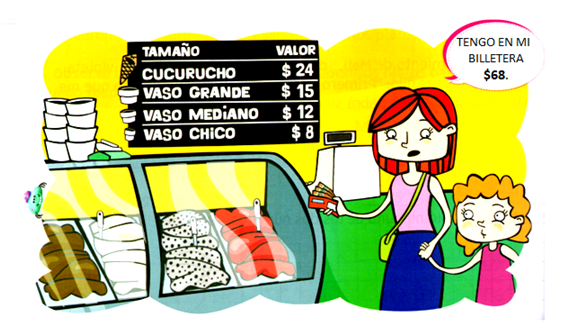 TAMAÑO VALOR
CUCURUCHO $ 24
VASO GRANDE $ 15
VASO MEDIANO $ 12
VASO CHICO $ 8
TENGO EN MI
BILLETERA
$68.